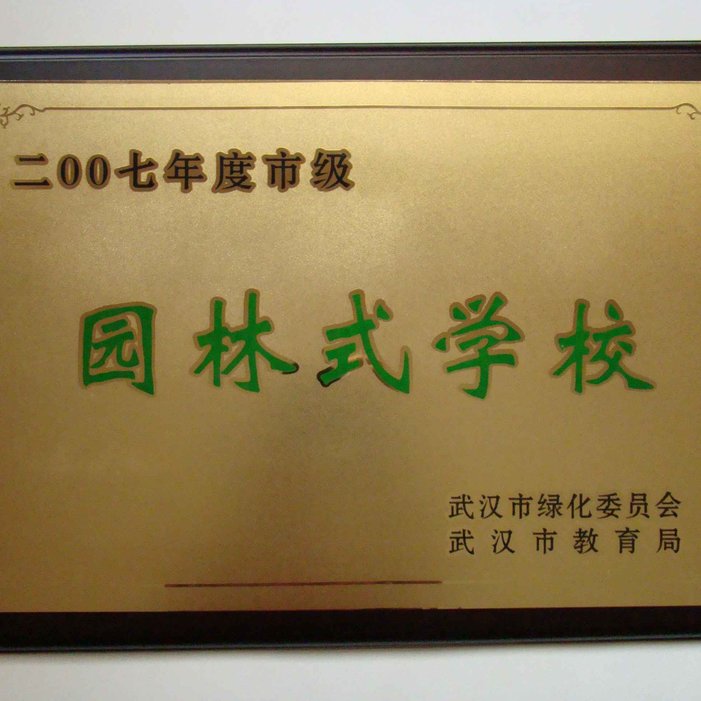 二00七年度市级
园林式学校
武汉市绿化委员会
武汉市教育局